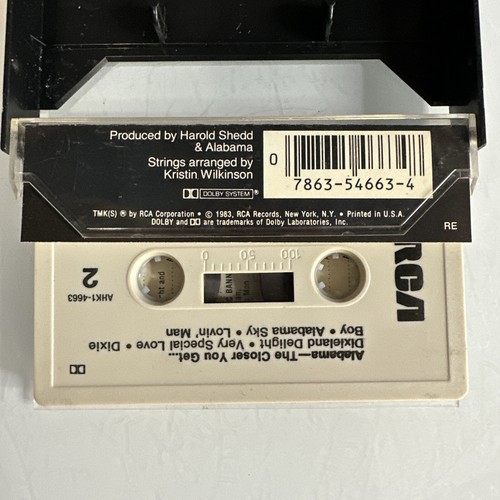 Produced by Harold Shedd
& Alabama
Strings arranged by
Kristin Wilkinson
DOLBY SYSTEM®
0 7863-54663-4
TMK(S) ® by RCA Corporation • © 1983, RCA Records, New York, N.Y. • Printed in U.S.A.
DOLBY and are trademarks of Dolby Laboratories, Inc.
RE
RCA
Alabama—The Closer You Get...
Dixieland Delight • Very Special Love • Dixie
Boy • Alabama Sky • Lovin' Man
100 50 0
2
AHK1-4663